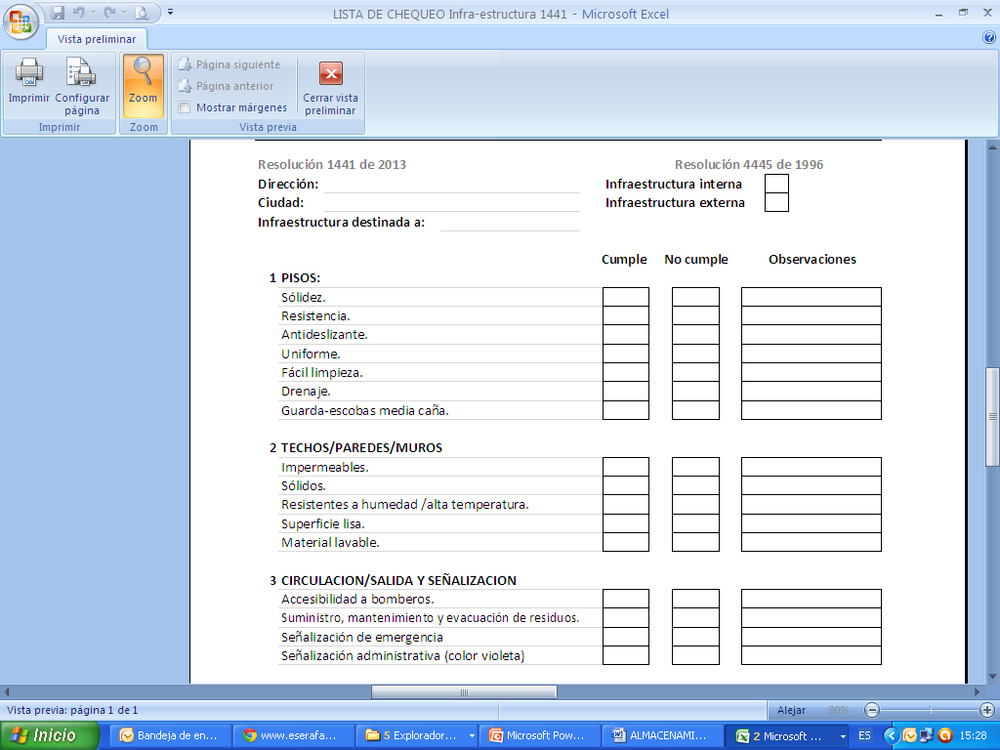 LISTA DE CHEQUEO Infra-estructura 1441 - Microsoft Excel
Vista preliminar
Imprimir
Configurar página
Zoom
Página siguiente
Página anterior
Mostrar márgenes
Cerrar vista preliminar
Imprimir
Zoom
Vista previa
Resolución 1441 de 2013 Resolución 4445 de 1996
Dirección: Infraestructura interna
Ciudad: Infraestructura externa
Infraestructura destinada a:
Cumple No cumple Observaciones
1 PISOS:
Sólidez.
Resistencia.
Antideslizante.
Uniforme.
Fácil limpieza.
Drenaje.
Guarda-escobas media caña.
2 TECHOS/PAREDES/MUROS
Impermeables.
Sólidos.
Resistentes a humedad /alta temperatura.
Superficie lisa.
Material lavable.
3 CIRCULACION/SALIDA Y SEÑALIZACION
Accesibilidad a bomberos.
Suministro, mantenimiento y evacuación de residuos.
Señalización de emergencia
Señalización administrativa (color violeta)
Vista previa: página 1 de 1 Alejar 80%
Inicio Bandeja de en... www.eserafa... 5 Explorador... Microsoft Pow... ALMACENAMI... 2 Microsoft ... ES 15:28